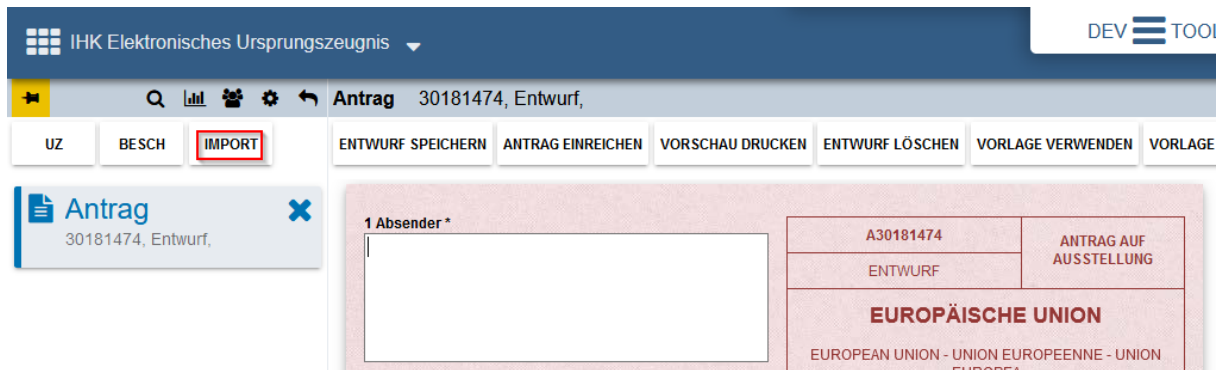 IHK Elektronisches Ursprungszeugnis
DEV TOOL
Antrag 30181474, Entwurf,
UZ BESCH IMPORT ENTWURF SPEICHERN ANTRAG EINREICHEN VORSCHAU DRUCKEN ENTWURF LÖSCHEN VORLAGE VERWENDEN VORLAGE
Antrag
30181474, Entwurf,
1 Absender *
A30181474
ENTWURF
ANTRAG AUF
AUSSTELLUNG
EUROPÄISCHE UNION
EUROPEAN UNION - UNION EUROPEENNE - UNION
EUROPEA